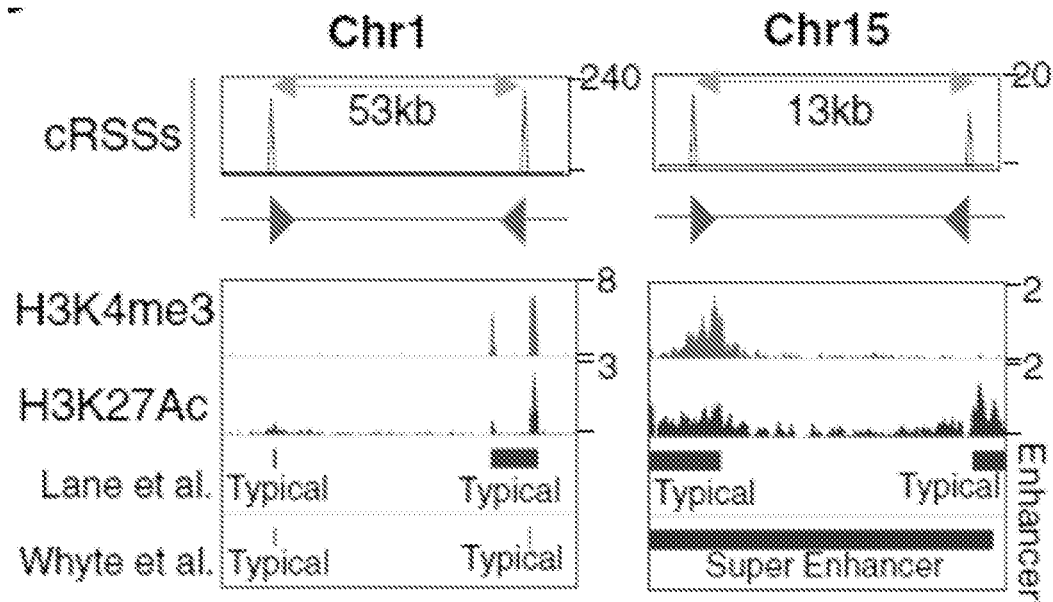 Chr1
Chr15
cRSSs
53kb
240
13kb
20
H3K4me3
8
2
H3K27Ac
3
2
Lane et al.
Typical
Typical
Typical
Typical
Whyte et al.
Typical
Typical
Super Enhancer
Enhancer